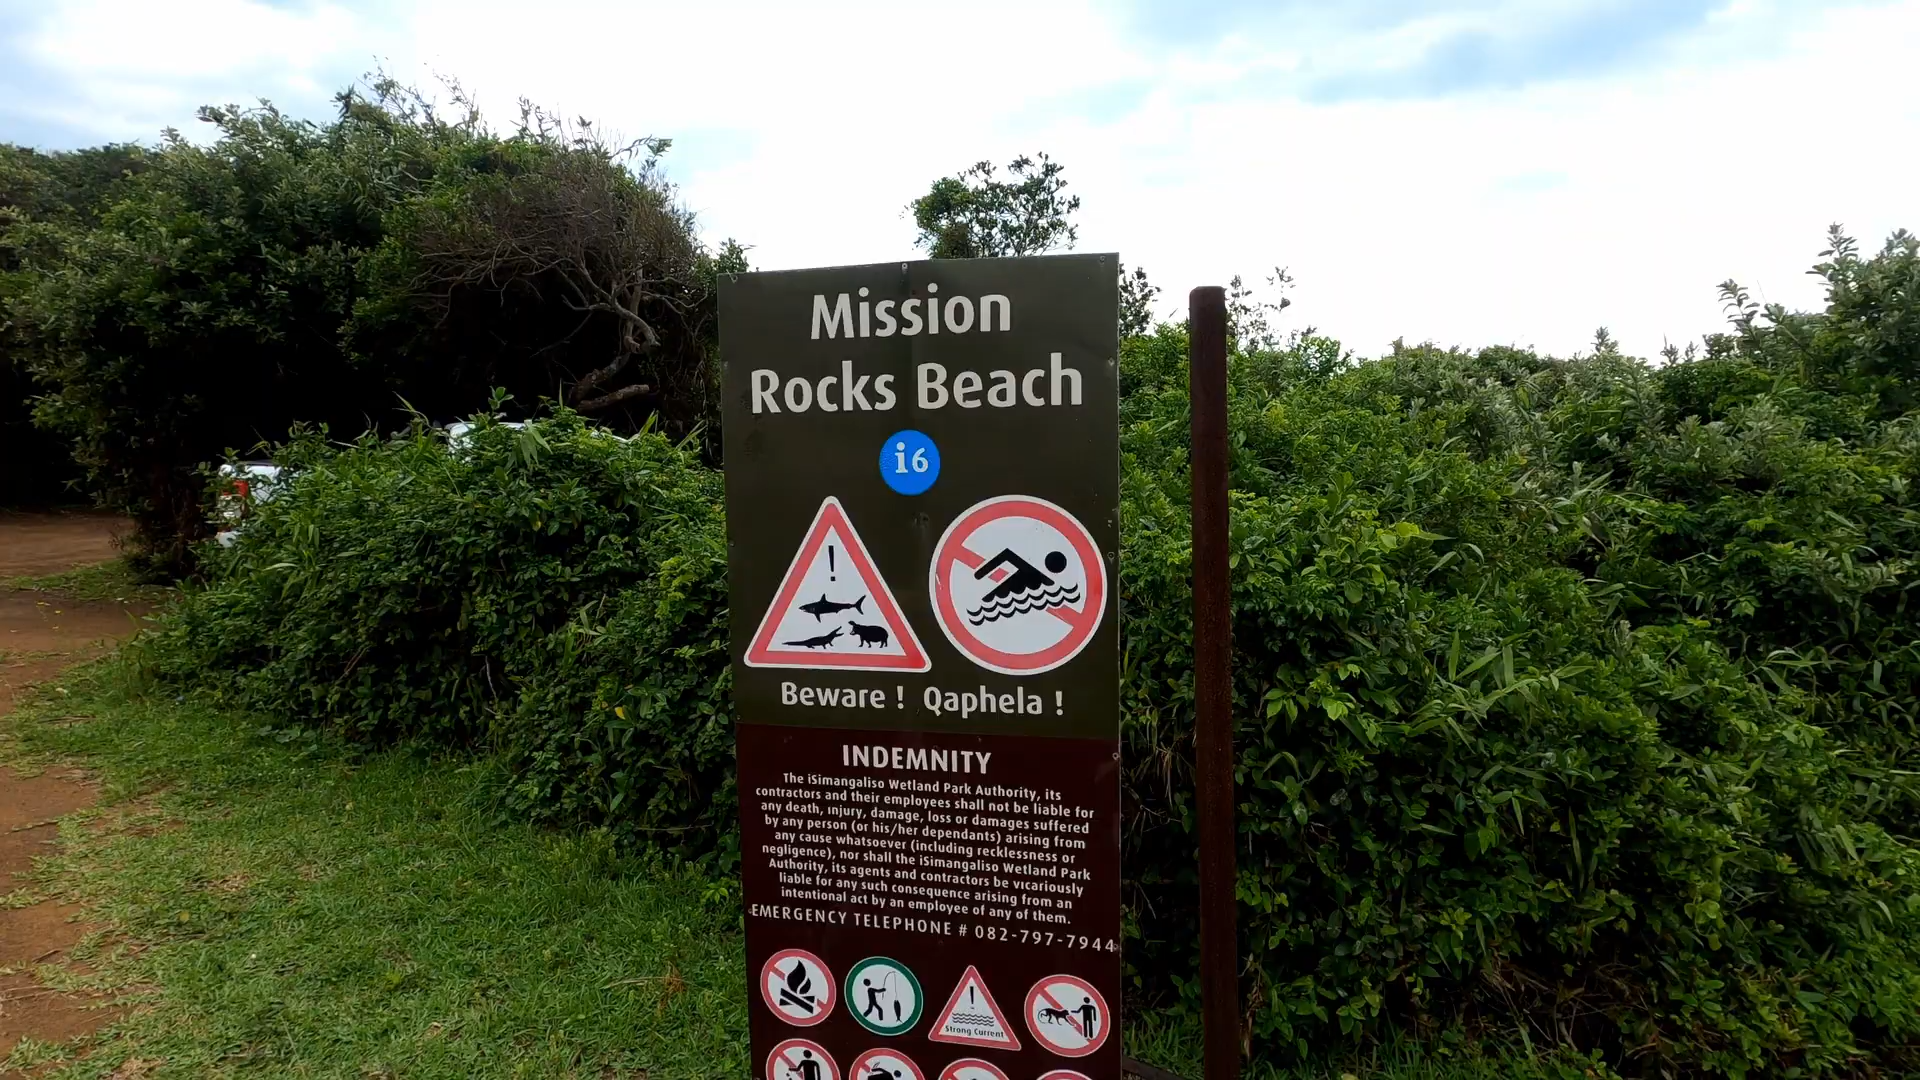 Mission
Rocks Beach
i6
!
Beware ! Qaphela !
INDEMNITY
The iSimangaliso Wetland Park Authority, its
contractors and their employees shall not be liable for
any death, injury, damage, loss or damages suffered
by any person (or his/her dependants) arising from
any cause whatsoever (including recklessness or
negligence), nor shall the iSimangaliso Wetland Park
Authority, its agents and contractors be vicariously
liable for any such consequence arising from an
intentional act by an employee of any of them.
EMERGENCY TELEPHONE # 082-797-7944
!
Strong Current